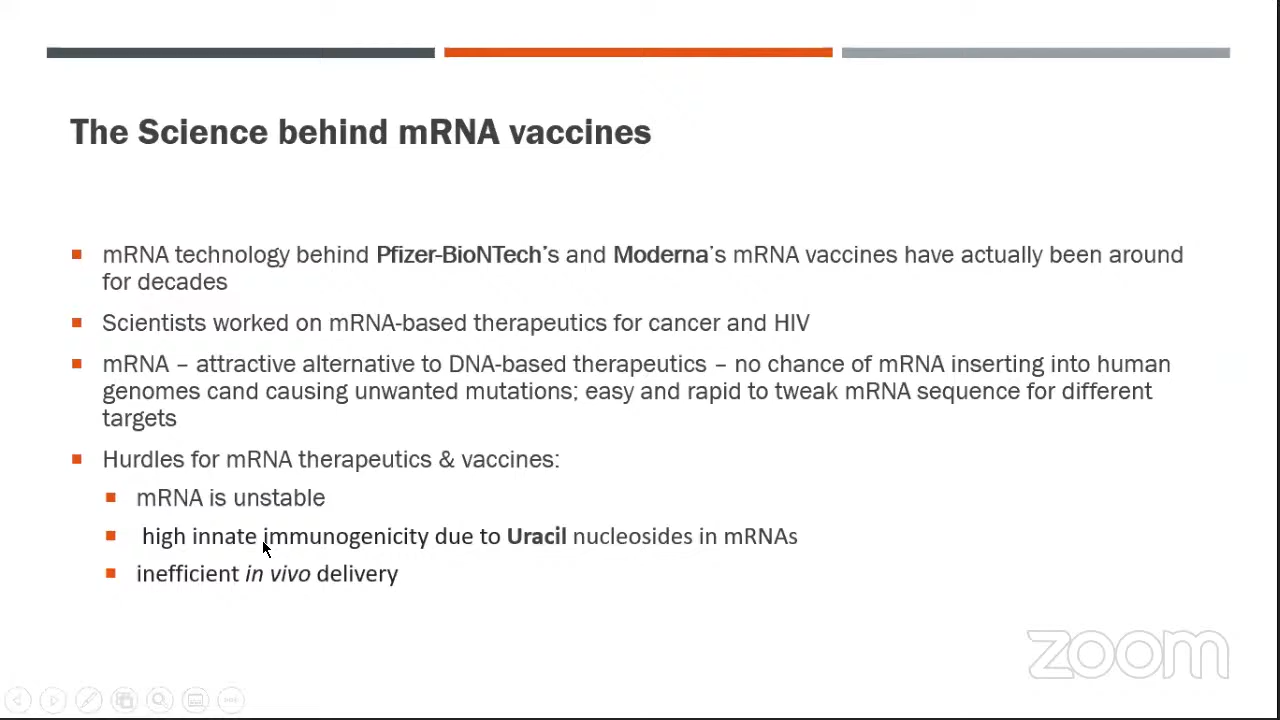 The Science behind mRNA vaccines
mRNA technology behind Pfizer-BioNTech's and Moderna's mRNA vaccines have actually been around
for decades
Scientists worked on mRNA-based therapeutics for cancer and HIV
mRNA – attractive alternative to DNA-based therapeutics – no chance of mRNA inserting into human
genomes cand causing unwanted mutations; easy and rapid to tweak mRNA sequence for different
targets
Hurdles for mRNA therapeutics & vaccines:
mRNA is unstable
high innate immunogenicity due to Uracil nucleosides in mRNAs
inefficient in vivo delivery
zoom